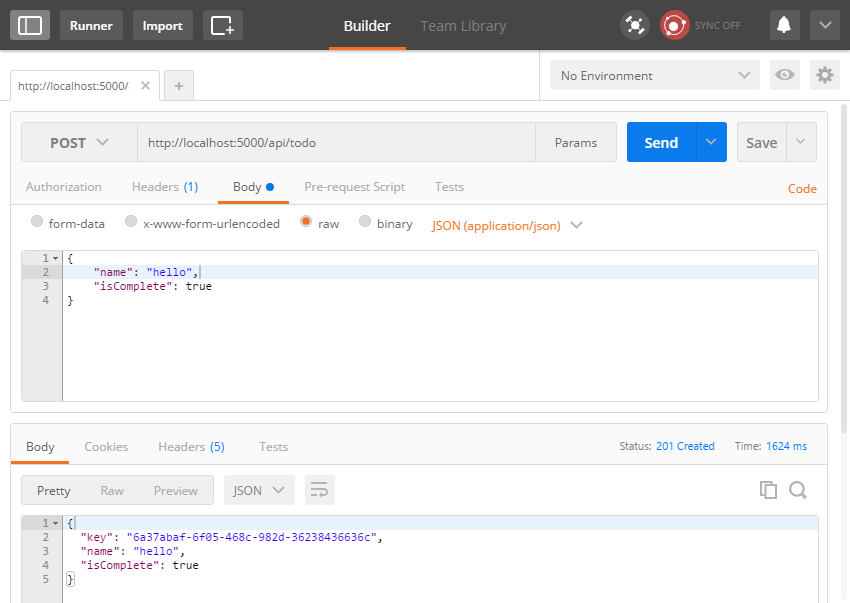 Runner Import Builder Team Library SYNC OFF
http://localhost:5000/ No Environment
POST http://localhost:5000/api/todo Params Send Save
Authorization Headers (1) Body Pre-request Script Tests Code
form-data x-www-form-urlencoded raw binary JSON (application/json)
1 {
2 "name": "hello",
3 "isComplete": true
4 }
Body Cookies Headers (5) Tests Status: 201 Created Time: 1624 ms
Pretty Raw Preview JSON
1 {
2 "key": "6a37abaf-6f05-468c-982d-36238436636c",
3 "name": "hello",
4 "isComplete": true
5 }